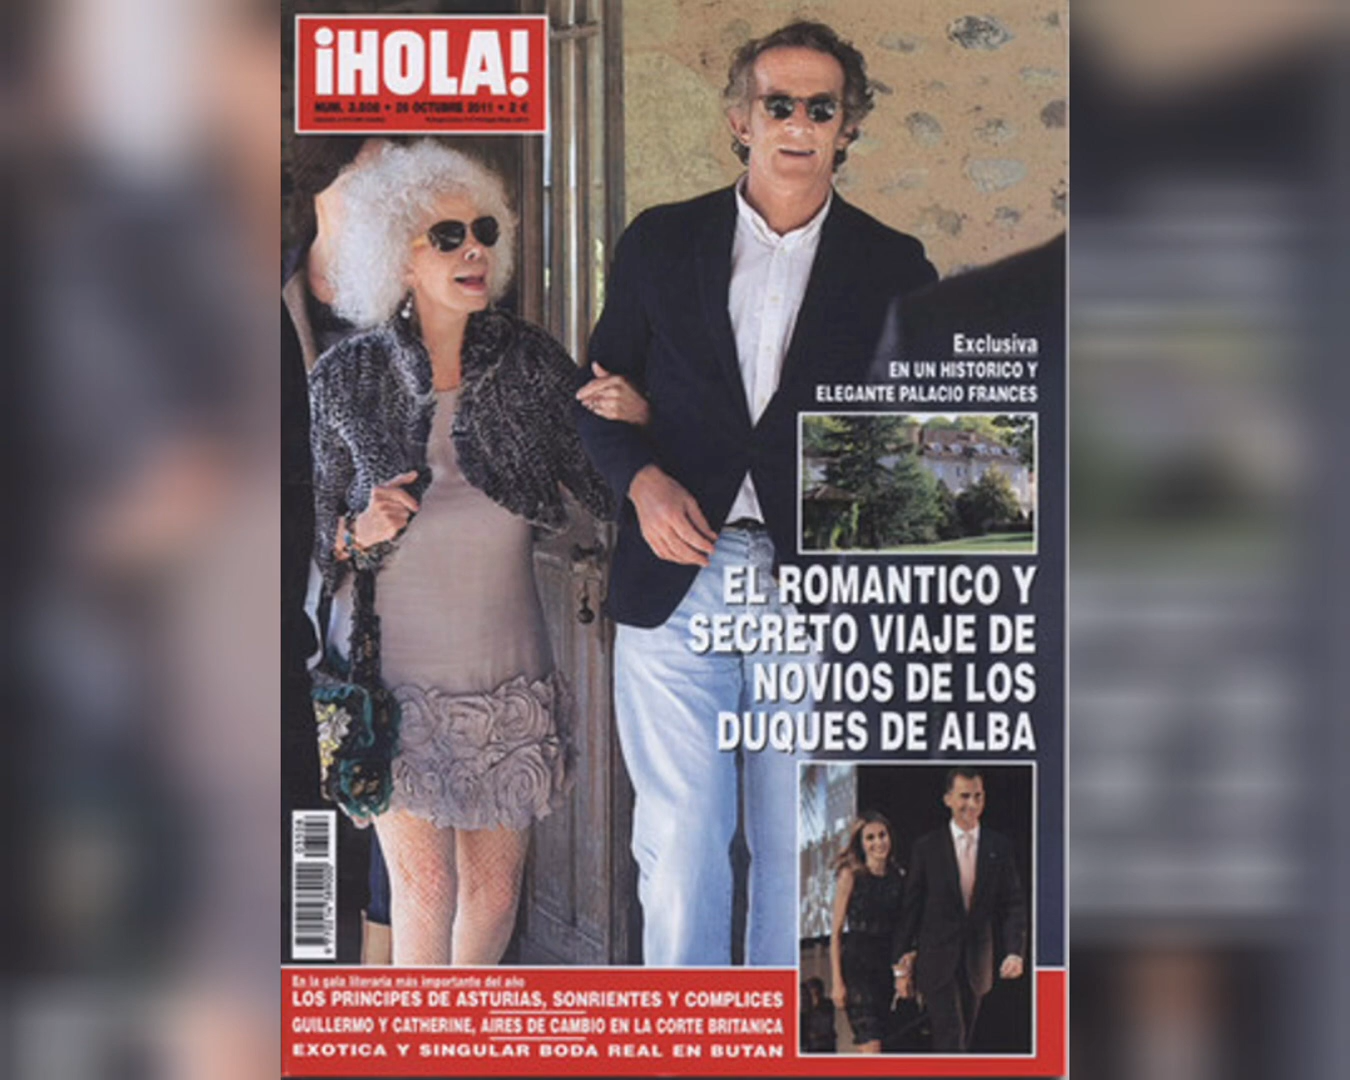 ¡HOLA!
NUM. 3.508 • 26 OCTUBRE 2011 • 2 €
Exclusiva
EN UN HISTORICO Y
ELEGANTE PALACIO FRANCES
EL ROMANTICO Y
SECRETO VIAJE DE
NOVIOS DE LOS
DUQUES DE ALBA
En la gala literaria más importante del año
LOS PRINCIPES DE ASTURIAS, SONRIENTES Y COMPLICES
GUILLERMO Y CATHERINE, AIRES DE CAMBIO EN LA CORTE BRITANICA
EXOTICA Y SINGULAR BODA REAL EN BUTAN